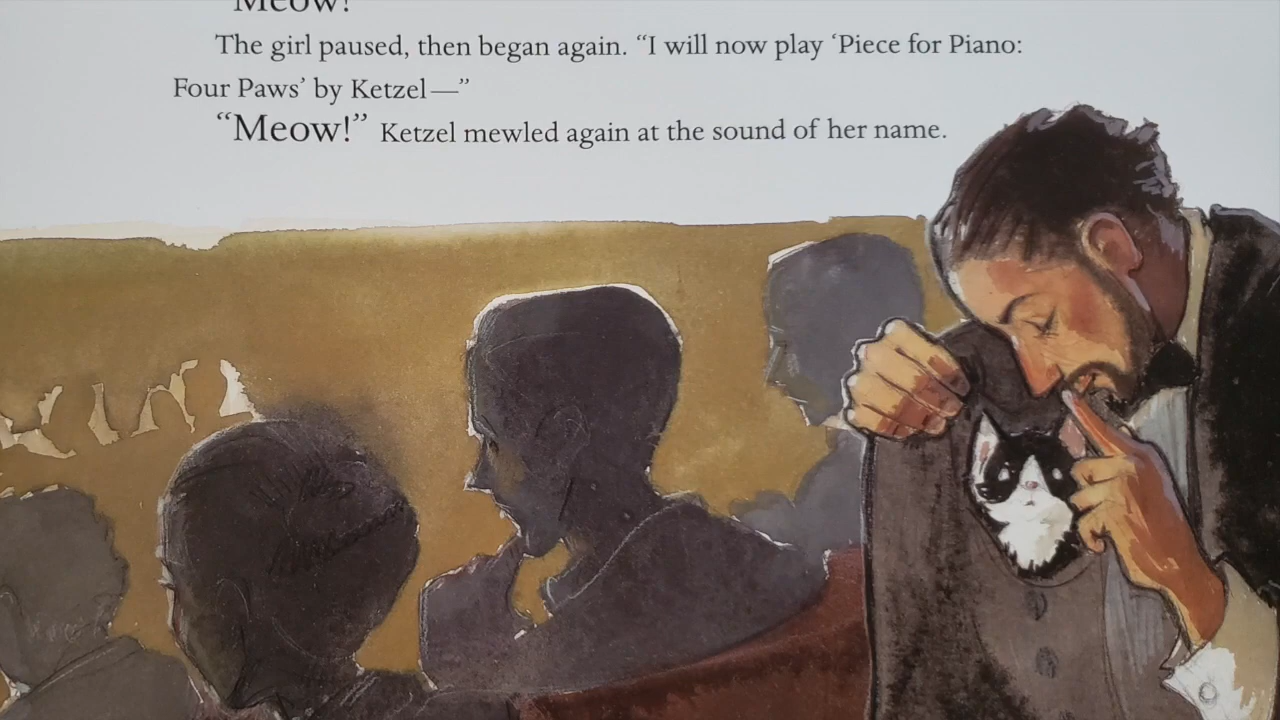 "Meow!"
The girl paused, then began again. “I will now play ‘Piece for Piano:
Four Paws’ by Ketzel—”
“Meow!” Ketzel mewled again at the sound of her name.